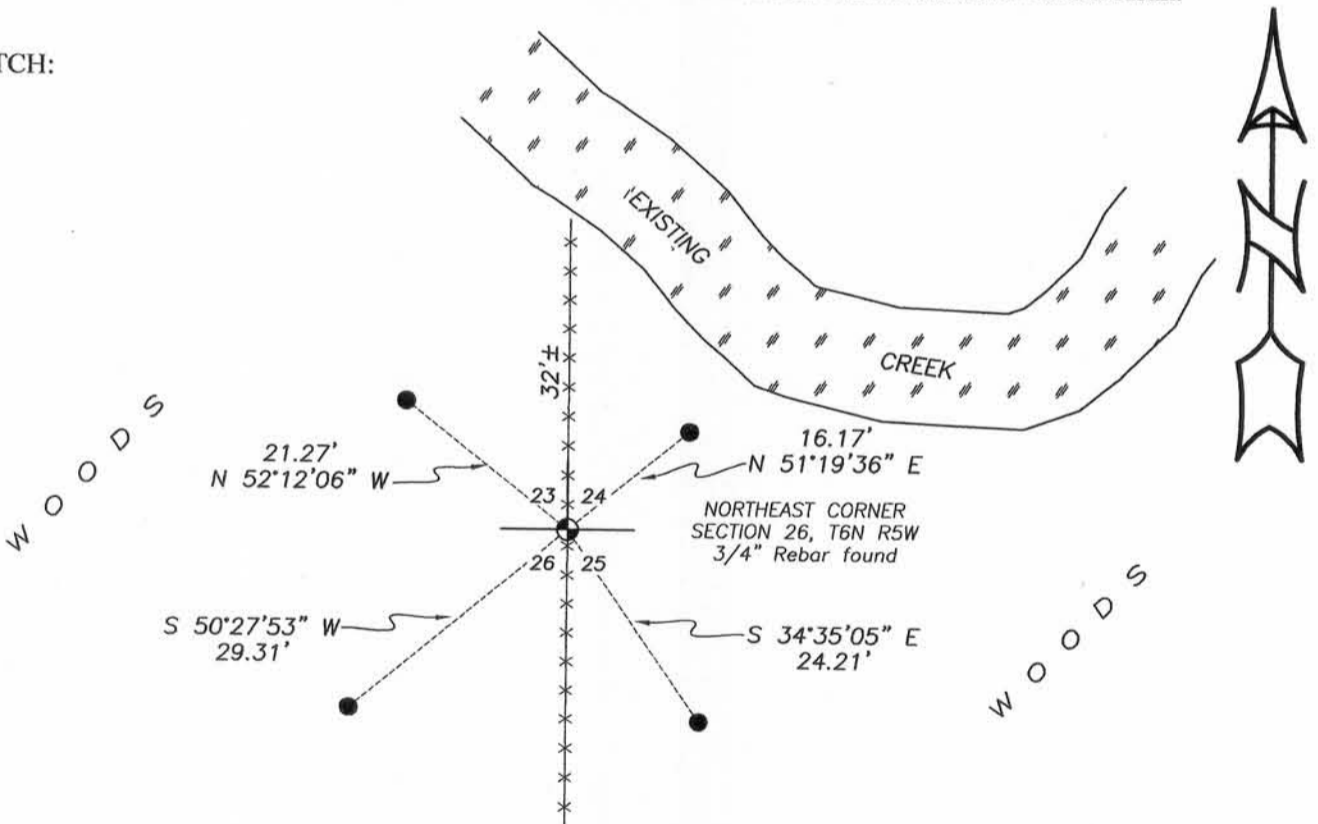 TCH:
EXISTING
CREEK
32'±
WOODS
21.27'
N 52°12'06" W
16.17'
N 51°19'36" E
23 24
NORTHEAST CORNER
SECTION 26, T6N R5W
3/4" Rebar found
26 25
S 50°27'53" W
29.31'
S 34°35'05" E
24.21'
WOODS
N